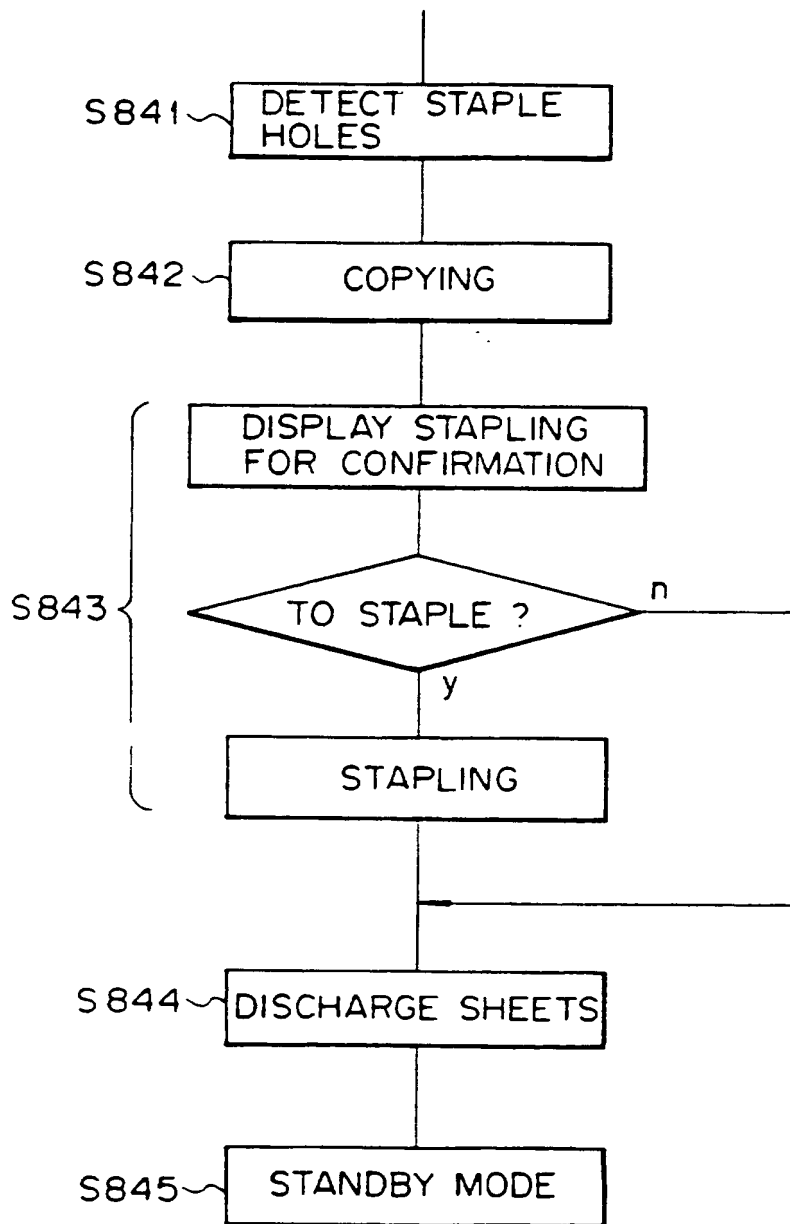 S841
DETECT STAPLE
HOLES
S842
COPYING
DISPLAY STAPLING
FOR CONFIRMATION
S843
TO STAPLE ?
n
y
STAPLING
S844
DISCHARGE SHEETS
S845
STANDBY MODE